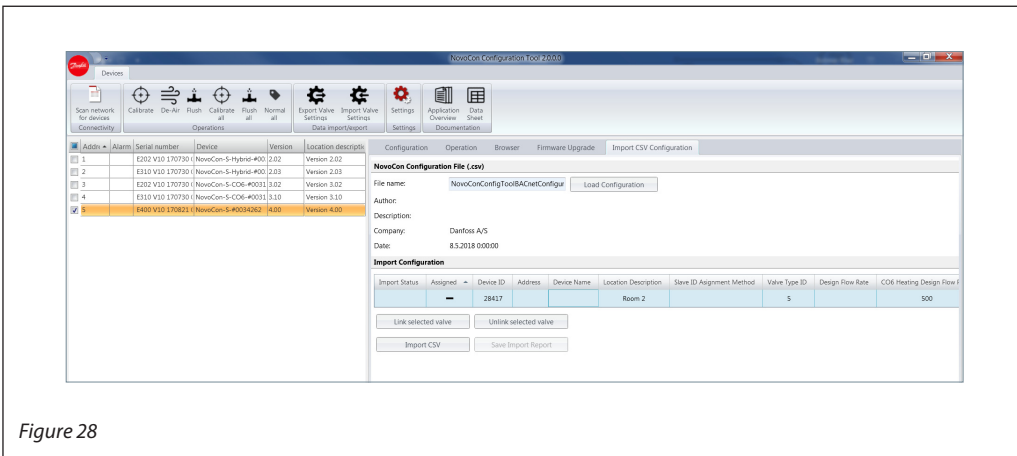 NovoCon Configuration Tool 2.0.0.0
Danfoss
Devices
Scan network for devices
Calibrate
De-Air
Flush
Calibrate all
Flush all
Normal all
Export Valve Settings
Import Valve Settings
Settings
Application Overview
Data Sheet
Connectivity
Operations
Data import/export
Settings
Documentation
Addre Alarm Serial number Device Version Location descriptio
1 E202 V10 170730 NovoCon-S-Hybrid-#00 2.02 Version 2.02
2 E310 V10 170730 NovoCon-S-Hybrid-#00 2.03 Version 2.03
3 E202 V10 170730 NovoCon-S-CO6-#0031 3.02 Version 3.02
4 E310 V10 170730 NovoCon-S-CO6-#0031 3.10 Version 3.10
5 E400 V10 170821 NovoCon-S-#0034262 4.00 Version 4.00
Configuration Operation Browser Firmware Upgrade Import CSV Configuration
NovoCon Configuration File (.csv)
File name: NovoConConfigToolBACnetConfigur Load Configuration
Author:
Description:
Company: Danfoss A/S
Date: 8.5.2018 0:00:00
Import Configuration
Import Status Assigned Device ID Address Device Name Location Description Slave ID Asignment Method Valve Type ID Design Flow Rate CO6 Heating Design Flow
28417 Room 2 5 500
Link selected valve Unlink selected valve
Import CSV Save Import Report
Figure 28